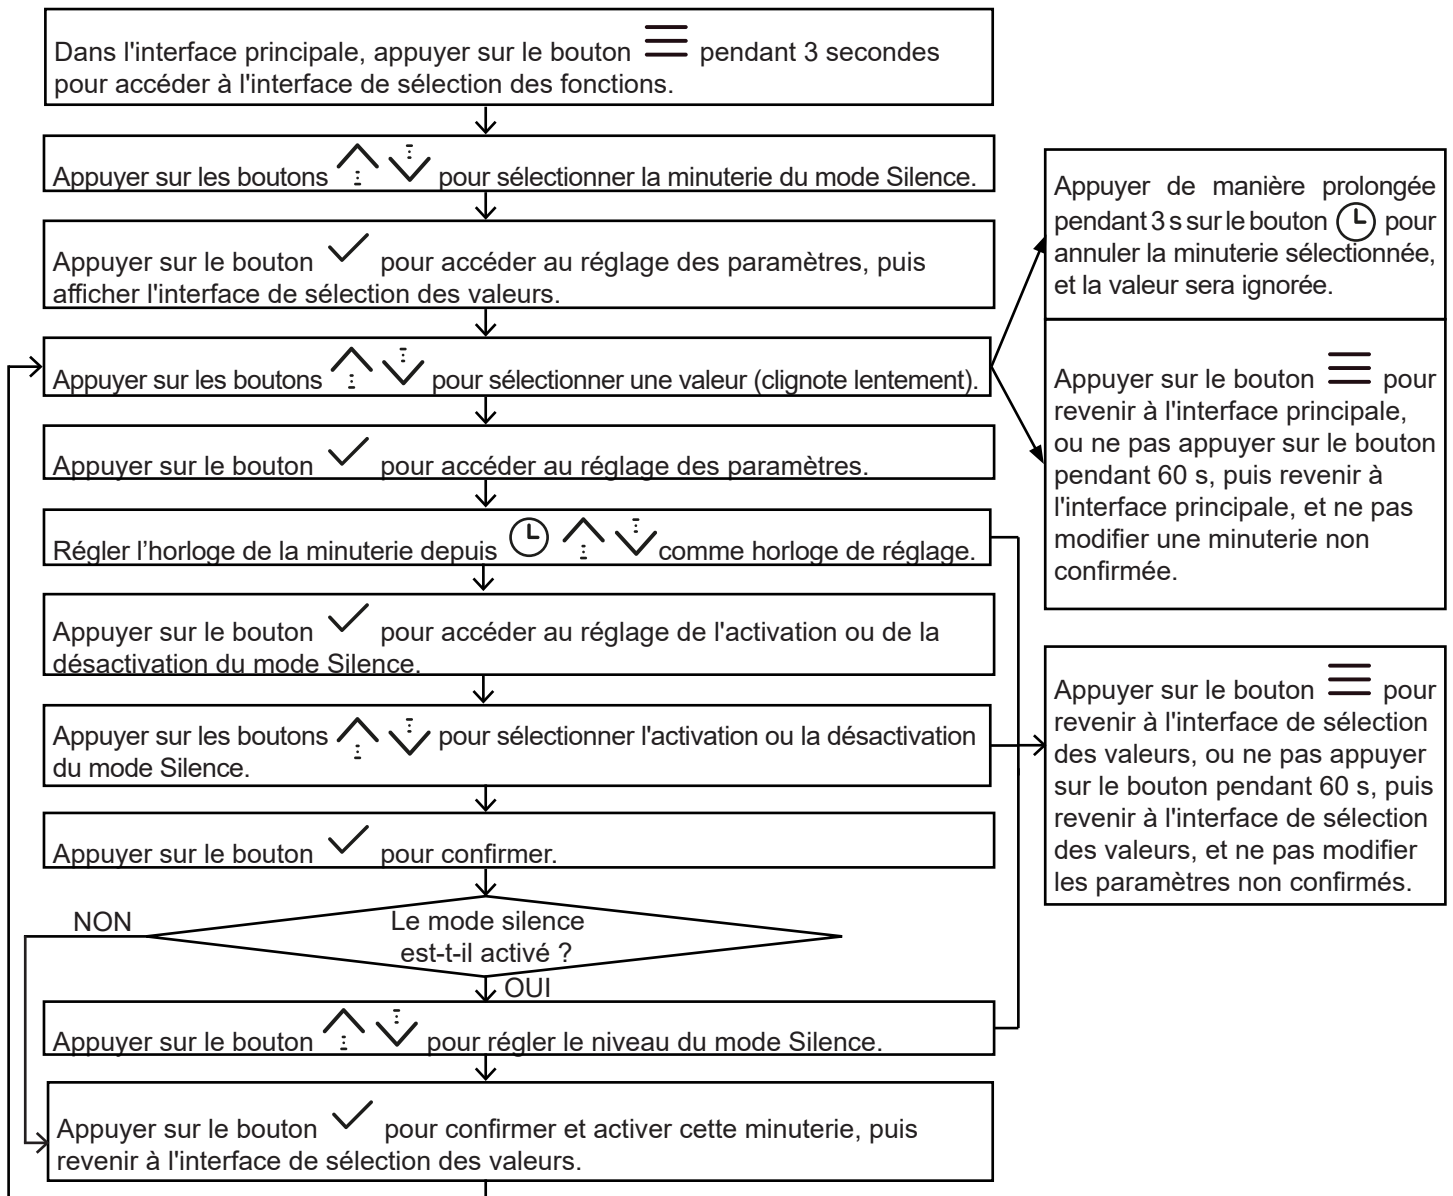 Dans l'interface principale, appuyer sur le bouton pendant 3 secondes
pour accéder à l'interface de sélection des fonctions.
Appuyer sur les boutons pour sélectionner la minuterie du mode Silence.
Appuyer sur le bouton pour accéder au réglage des paramètres, puis
afficher l'interface de sélection des valeurs.
Appuyer sur les boutons pour sélectionner une valeur (clignote lentement).
Appuyer sur le bouton pour accéder au réglage des paramètres.
Régler l’horloge de la minuterie depuis comme horloge de réglage.
Appuyer sur le bouton pour accéder au réglage de l'activation ou de la
désactivation du mode Silence.
Appuyer sur les boutons pour sélectionner l'activation ou la désactivation
du mode Silence.
Appuyer sur le bouton pour confirmer.
NON
Le mode silence
est-t-il activé ?
OUI
Appuyer sur le bouton pour régler le niveau du mode Silence.
Appuyer sur le bouton pour confirmer et activer cette minuterie, puis
revenir à l'interface de sélection des valeurs.
Appuyer de manière prolongée
pendant 3 s sur le bouton pour
annuler la minuterie sélectionnée,
et la valeur sera ignorée.
Appuyer sur le bouton pour
revenir à l'interface principale,
ou ne pas appuyer sur le bouton
pendant 60 s, puis revenir à
l'interface principale, et ne pas
modifier une minuterie non
confirmée.
Appuyer sur le bouton pour
revenir à l'interface de sélection
des valeurs, ou ne pas appuyer
sur le bouton pendant 60 s, puis
revenir à l'interface de sélection
des valeurs, et ne pas modifier
les paramètres non confirmés.